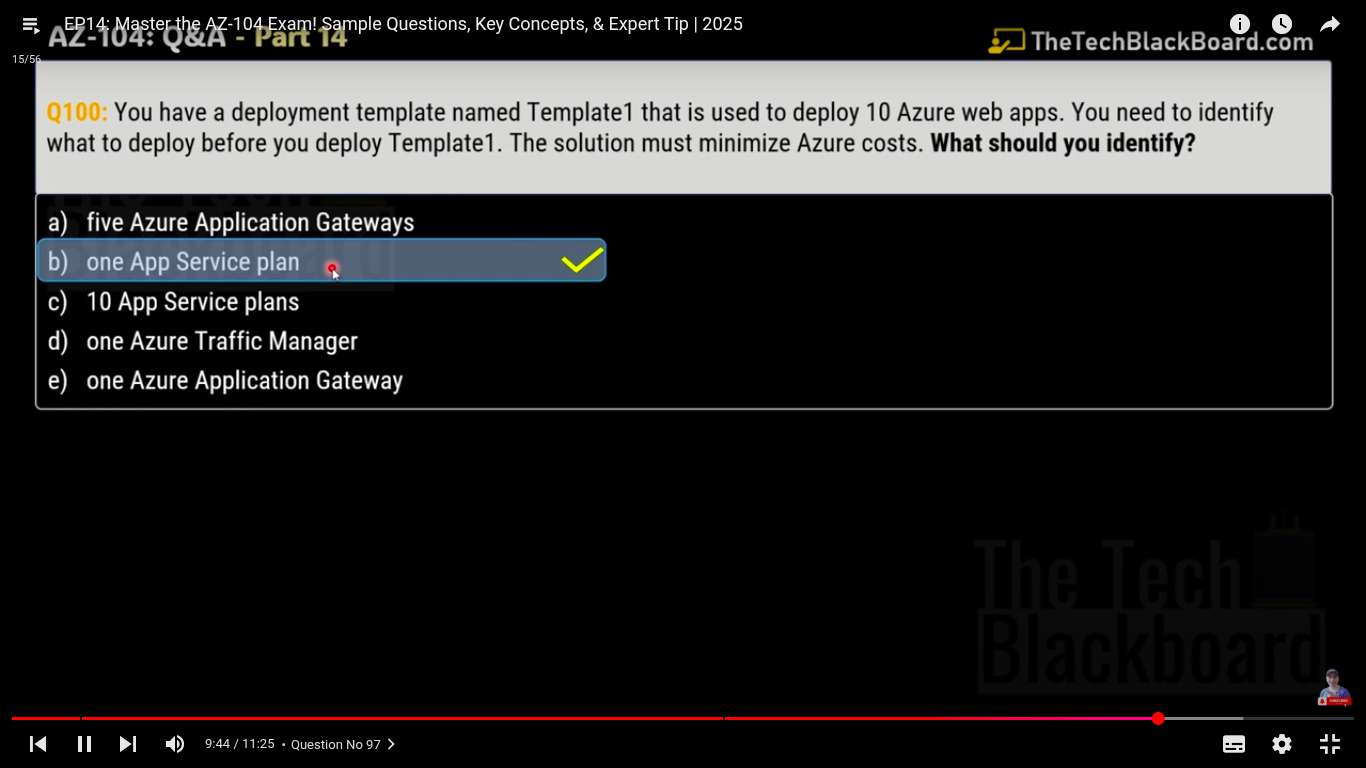 EP14: Master the AZ-104 Exam! Sample Questions, Key Concepts, & Expert Tip | 2025
AZ-104: Q&A - Part 14
TheTechBlackBoard.com
15/56
Q100: You have a deployment template named Template1 that is used to deploy 10 Azure web apps. You need to identify
what to deploy before you deploy Template1. The solution must minimize Azure costs. What should you identify?
a) five Azure Application Gateways
b) one App Service plan
c) 10 App Service plans
d) one Azure Traffic Manager
e) one Azure Application Gateway
The Tech
Blackboard
9:44 / 11:25 • Question No 97